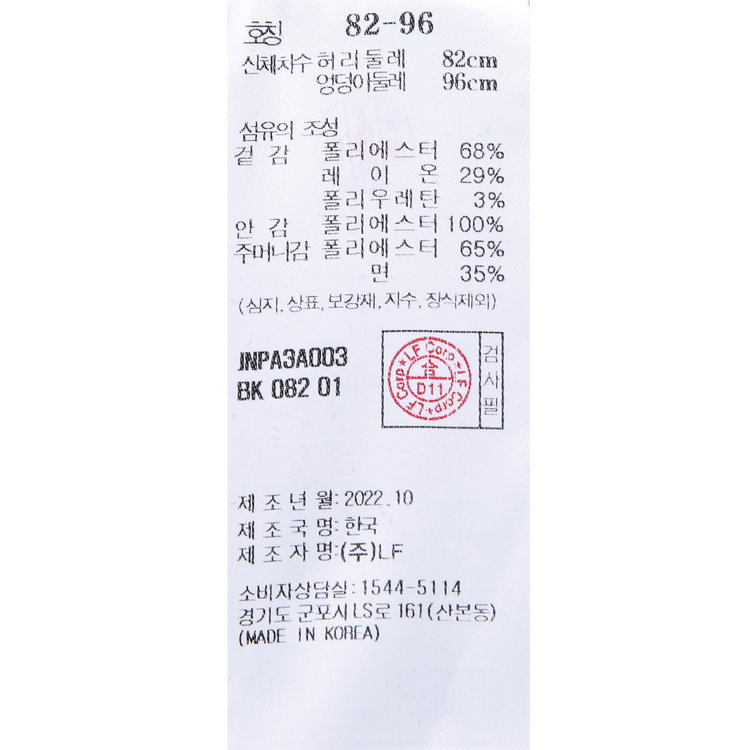 호칭 82-96
신체치수 허리둘레 82cm
엉덩이둘레 96cm
섬유의 조성
겉감 폴리에스터 68%
레이온 29%
폴리우레탄 3%
안감 폴리에스터 100%
주머니감 폴리에스터 65%
면 35%
(심지, 상표, 보강재, 자수, 장식제외)
JNPA3A003
BK 082 01
LF Corp ★ LF Corp ★ LF Corp ★
D11
검사필
제조년월: 2022.10
제조국명: 한국
제조자명:(주)LF
소비자상담실: 1544-5114
경기도 군포시 LS로 161(산본동)
(MADE IN KOREA)